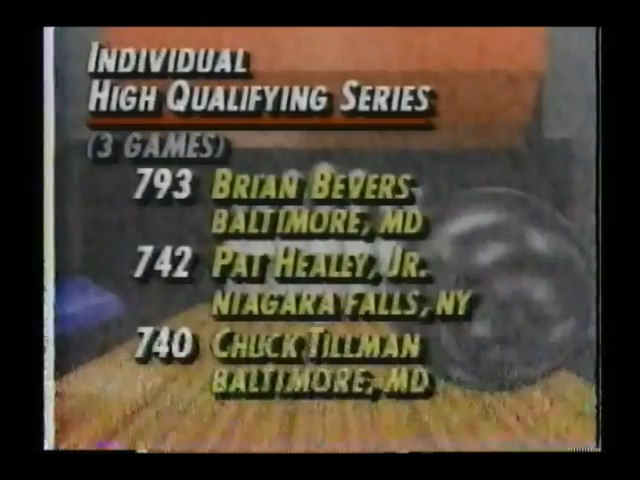 INDIVIDUAL
HIGH QUALIFYING SERIES
(3 GAMES)
793 BRIAN BEVERS
BALTIMORE, MD
742 PAT HEALEY, JR.
NIAGARA FALLS, NY
740 CHUCK TILLMAN
BALTIMORE, MD